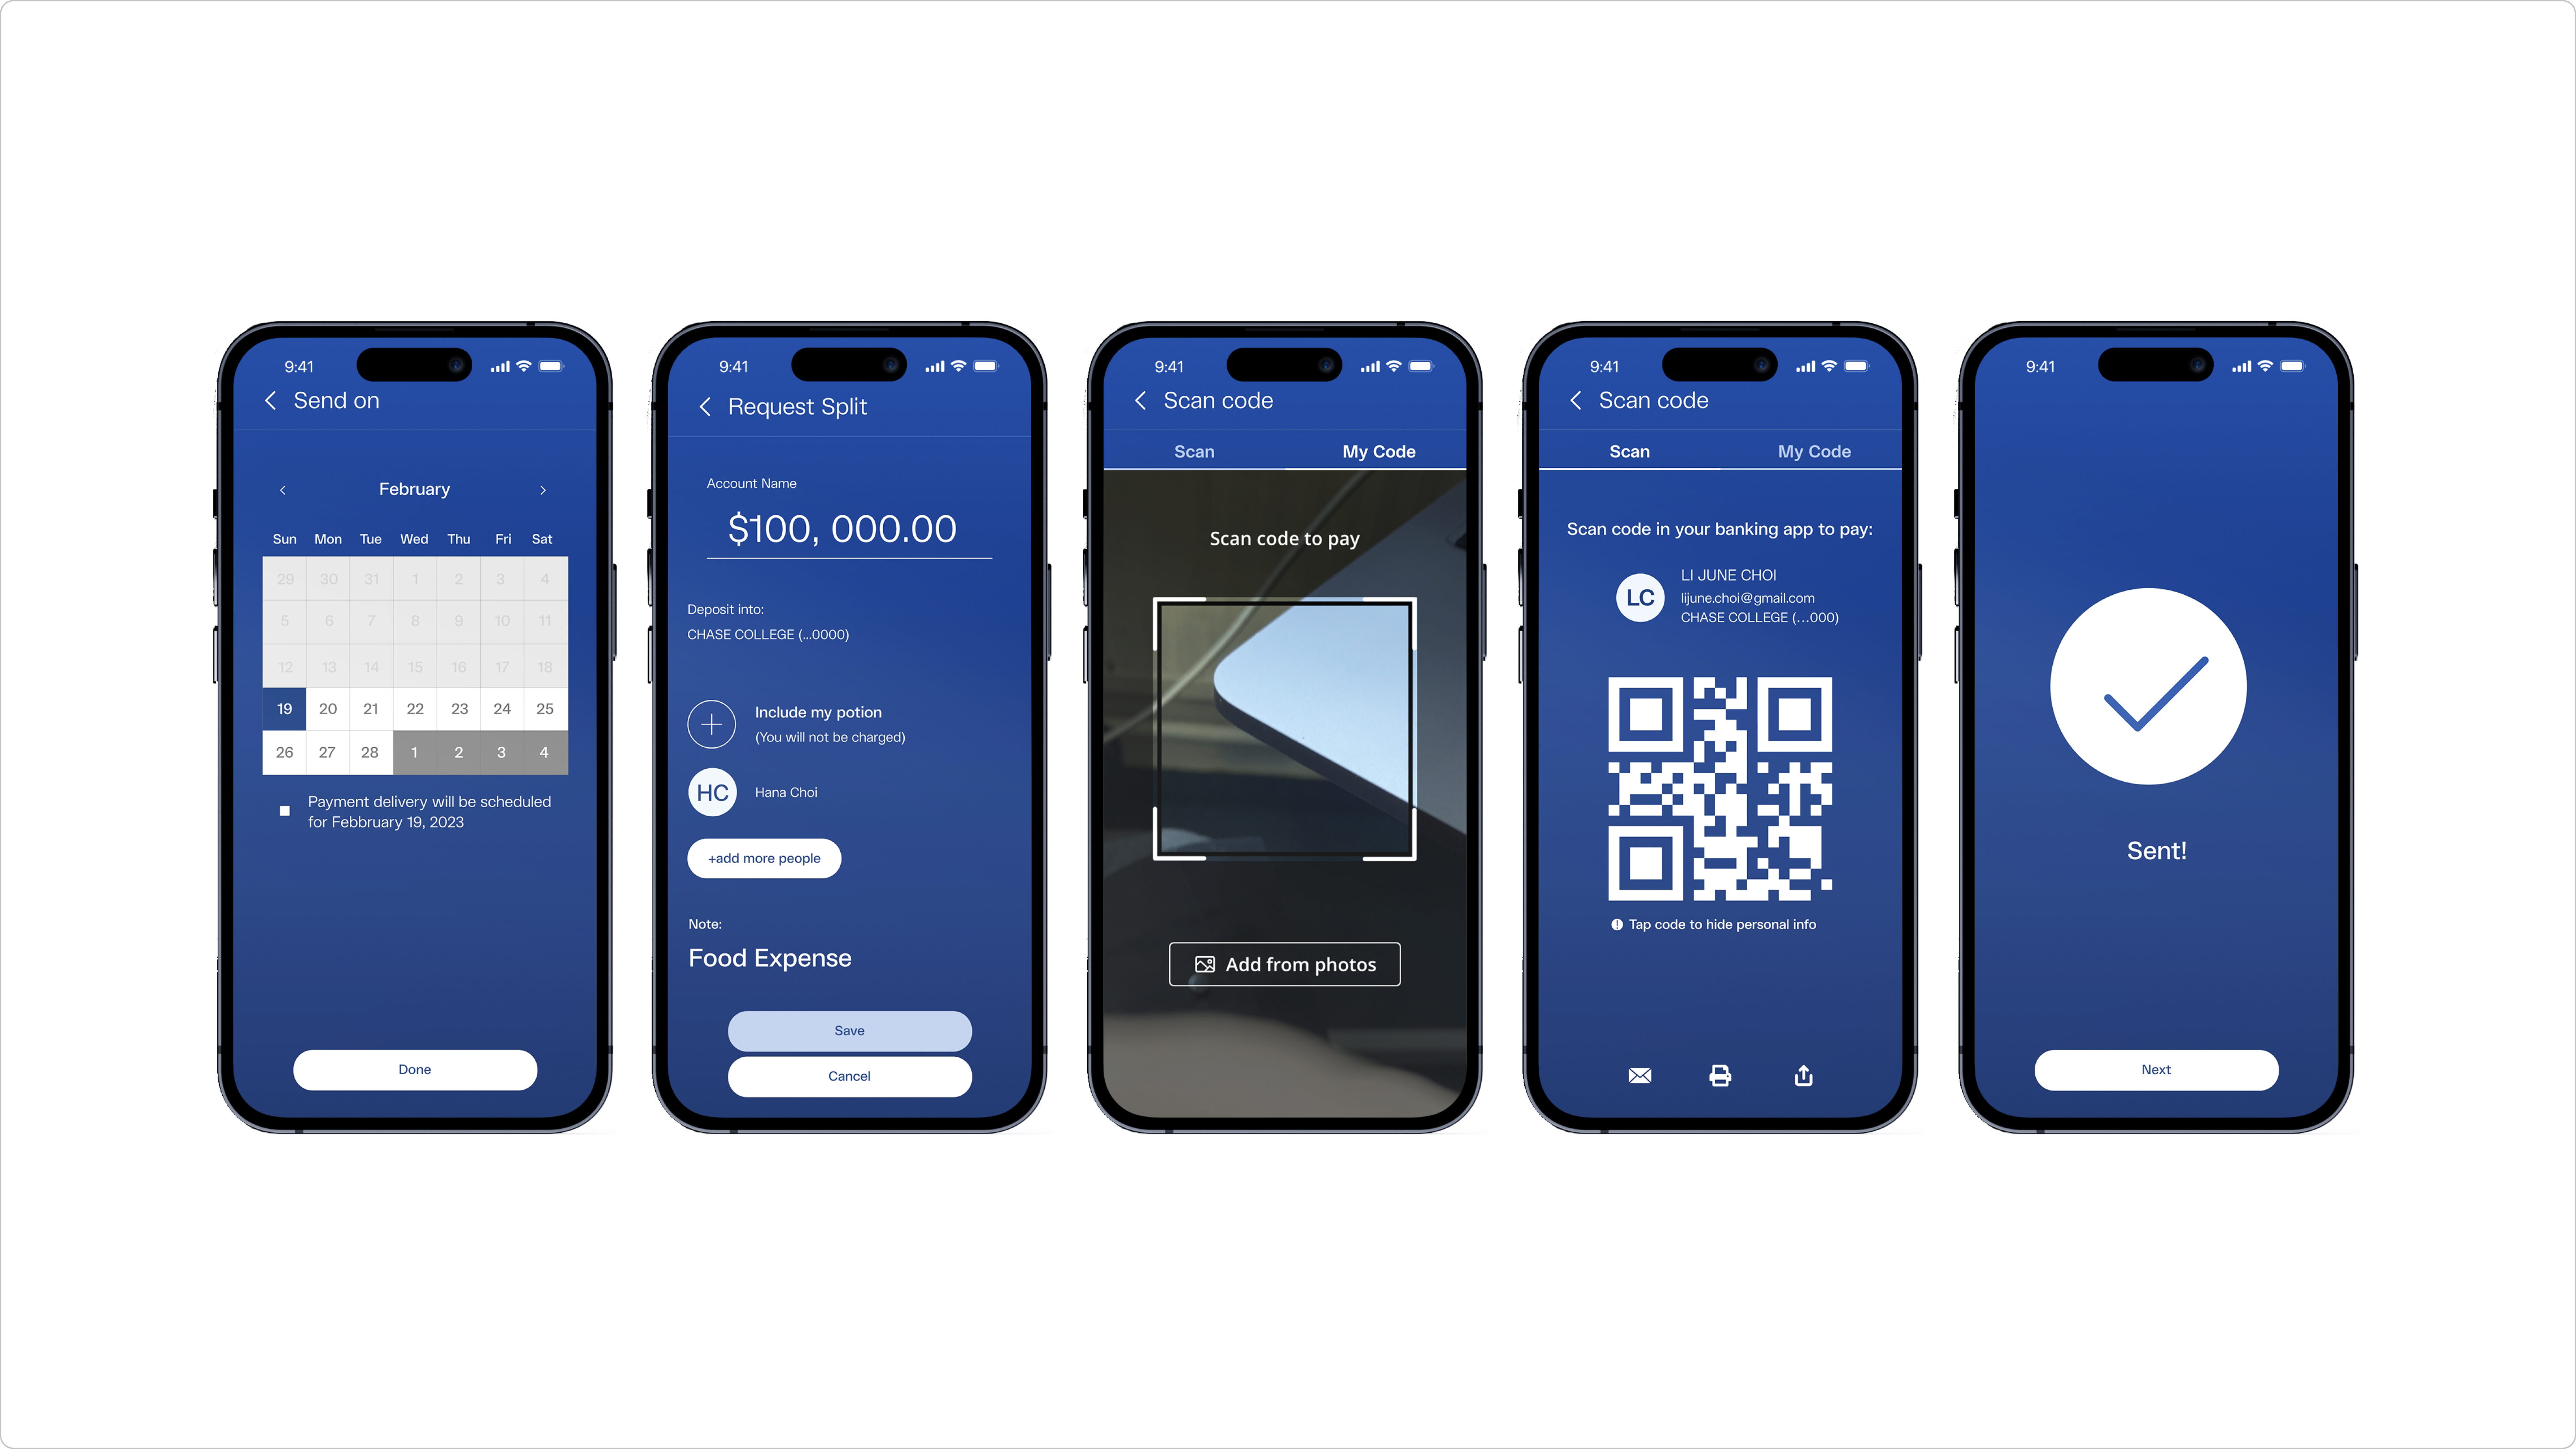 9:41
Send on
February
Sun Mon Tue Wed Thu Fri Sat
29 30 31 1 2 3 4
5 6 7 8 9 10 11
12 13 14 15 16 17 18
19 20 21 22 23 24 25
26 27 28 1 2 3 4
Payment delivery will be scheduled
for Febbruary 19, 2023
Done
9:41
Request Split
Account Name
$100, 000.00
Deposit into:
CHASE COLLEGE (...0000)
Include my potion
(You will not be charged)
HC
Hana Choi
+add more people
Note:
Food Expense
Save
Cancel
9:41
Scan code
Scan My Code
Scan code to pay
Add from photos
9:41
Scan code
Scan My Code
Scan code in your banking app to pay:
LC
LI JUNE CHOI
lijune.choi@gmail.com
CHASE COLLEGE (...000)
Tap code to hide personal info
9:41
Sent!
Next